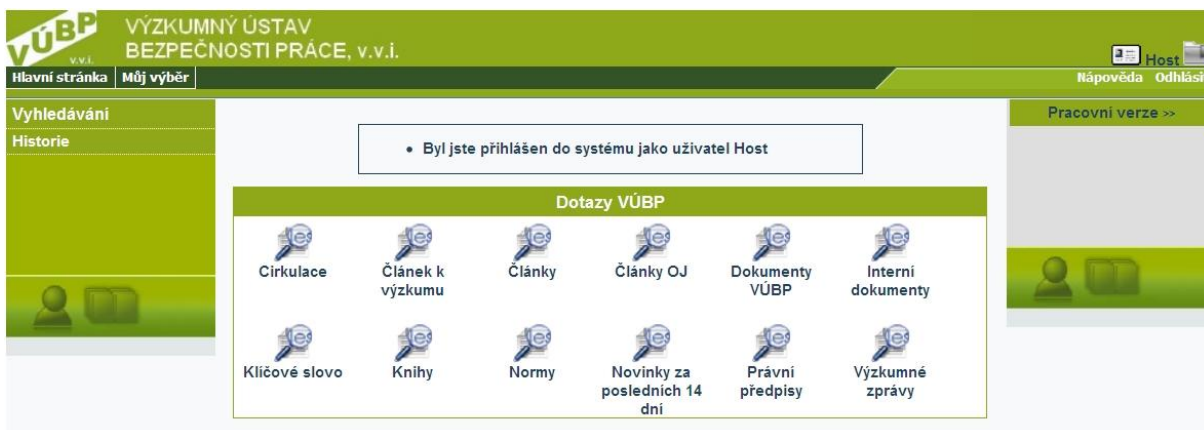 VÚBP
v.v.i.
VÝZKUMNÝ ÚSTAV
BEZPEČNOSTI PRÁCE, v.v.i.
Host
Hlavní stránka Můj výběr
Nápověda Odhlásit
Vyhledávání
Historie
Pracovní verze >>
• Byl jste přihlášen do systému jako uživatel Host
Dotazy VÚBP
Cirkulace
Článek k
výzkumu
Články
Články OJ
Dokumenty
VÚBP
Interní
dokumenty
Klíčové slovo
Knihy
Normy
Novinky za
posledních 14
dní
Právní
předpisy
Výzkumné
zprávy